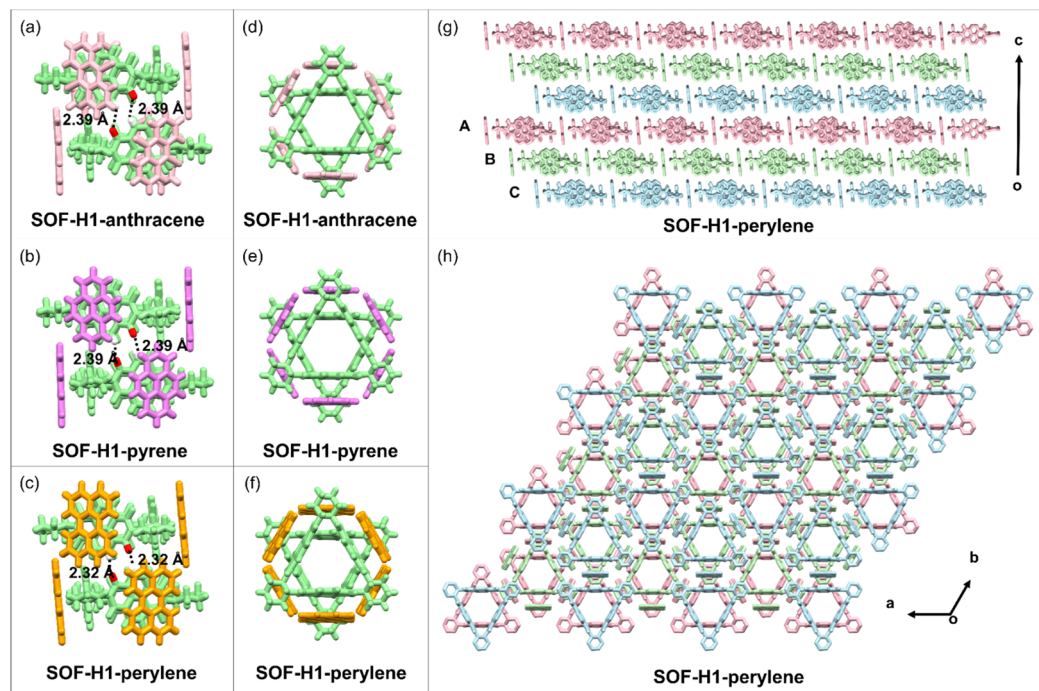 (a)
2.39 Å
2.39 Å
SOF-H1-anthracene
(b)
2.39 Å
2.39 Å
SOF-H1-pyrene
(c)
2.32 Å
2.32 Å
SOF-H1-perylene
(d)
SOF-H1-anthracene
(e)
SOF-H1-pyrene
(f)
SOF-H1-perylene
(g)
A
B
C
c
o
SOF-H1-perylene
(h)
b
a
o
SOF-H1-perylene